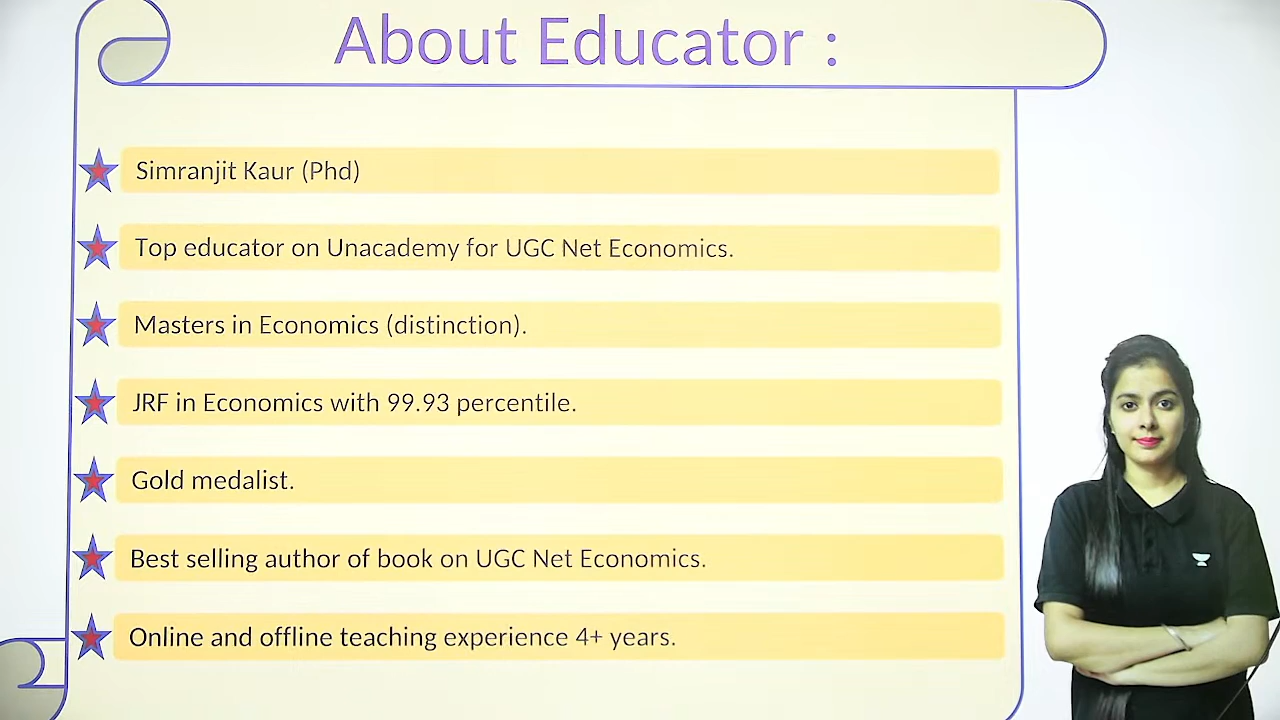 About Educator :
Simranjit Kaur (Phd)
Top educator on Unacademy for UGC Net Economics.
Masters in Economics (distinction).
JRF in Economics with 99.93 percentile.
Gold medalist.
Best selling author of book on UGC Net Economics.
Online and offline teaching experience 4+ years.